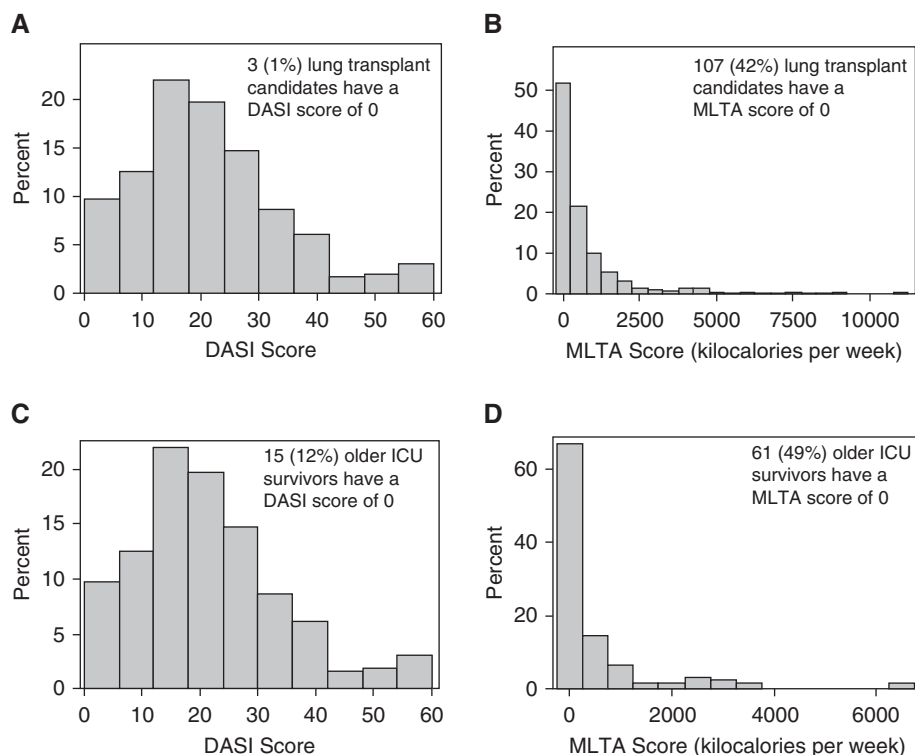 A
3 (1%) lung transplant
candidates have a
DASI score of 0
Percent
20
15
10
5
0
0 10 20 30 40 50 60
DASI Score
B
107 (42%) lung transplant
candidates have a
MLTA score of 0
Percent
50
40
30
20
10
0
0 2500 5000 7500 10000
MLTA Score (kilocalories per week)
C
15 (12%) older ICU
survivors have a
DASI score of 0
Percent
20
15
10
5
0
0 10 20 30 40 50 60
DASI Score
D
61 (49%) older ICU
survivors have a
MLTA score of 0
Percent
60
40
20
0
0 2000 4000 6000
MLTA Score (kilocalories per week)